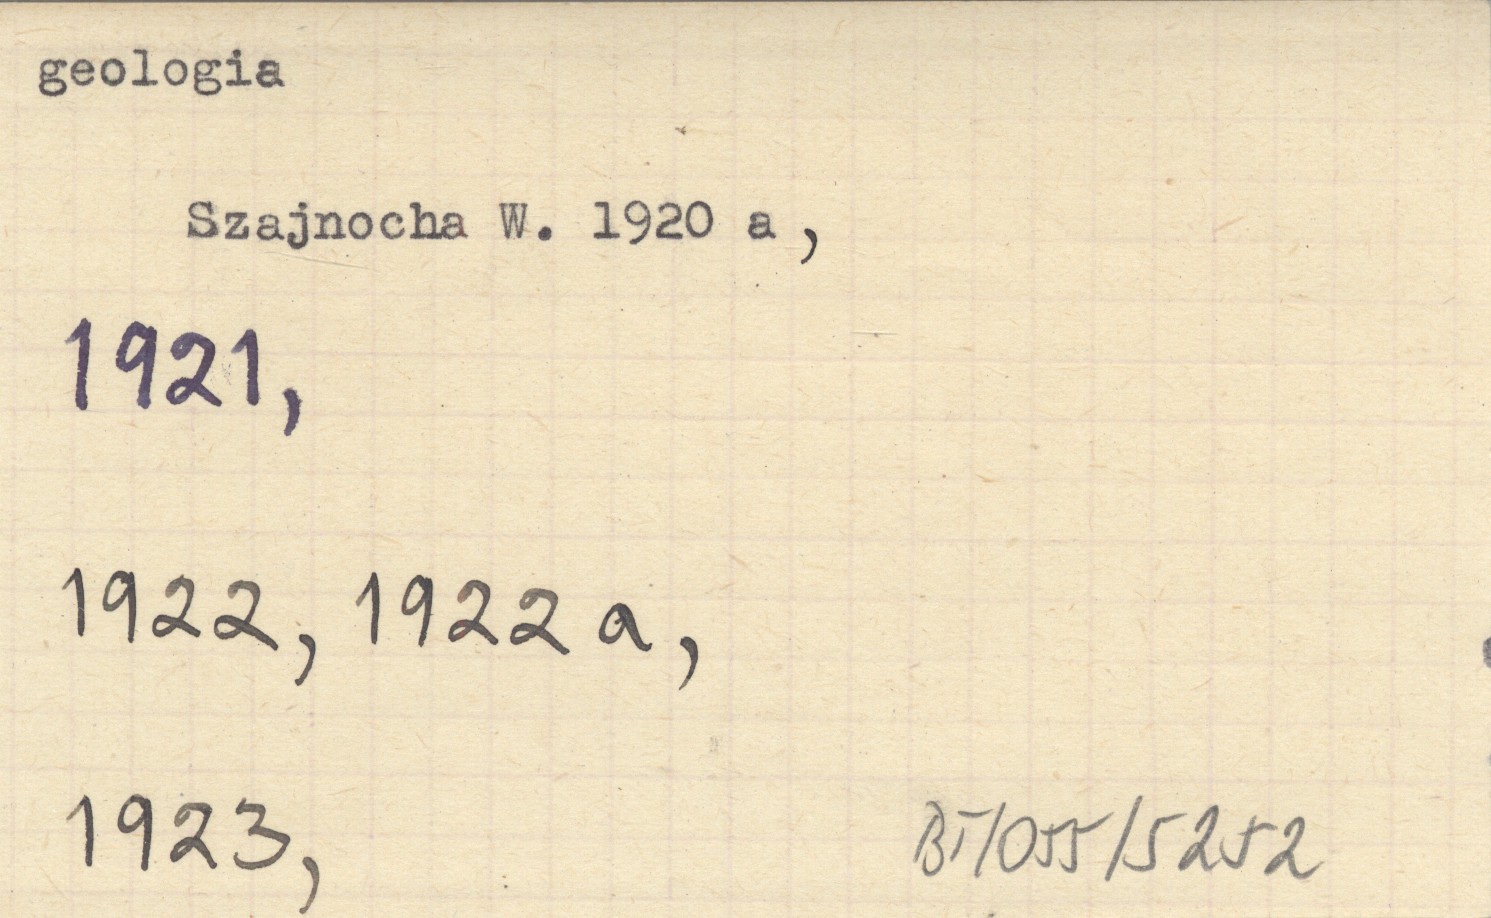 geologia
Szajnocha W. 1920 a,
1921,
1922, 1922 a,
1923,
BT/055/5252